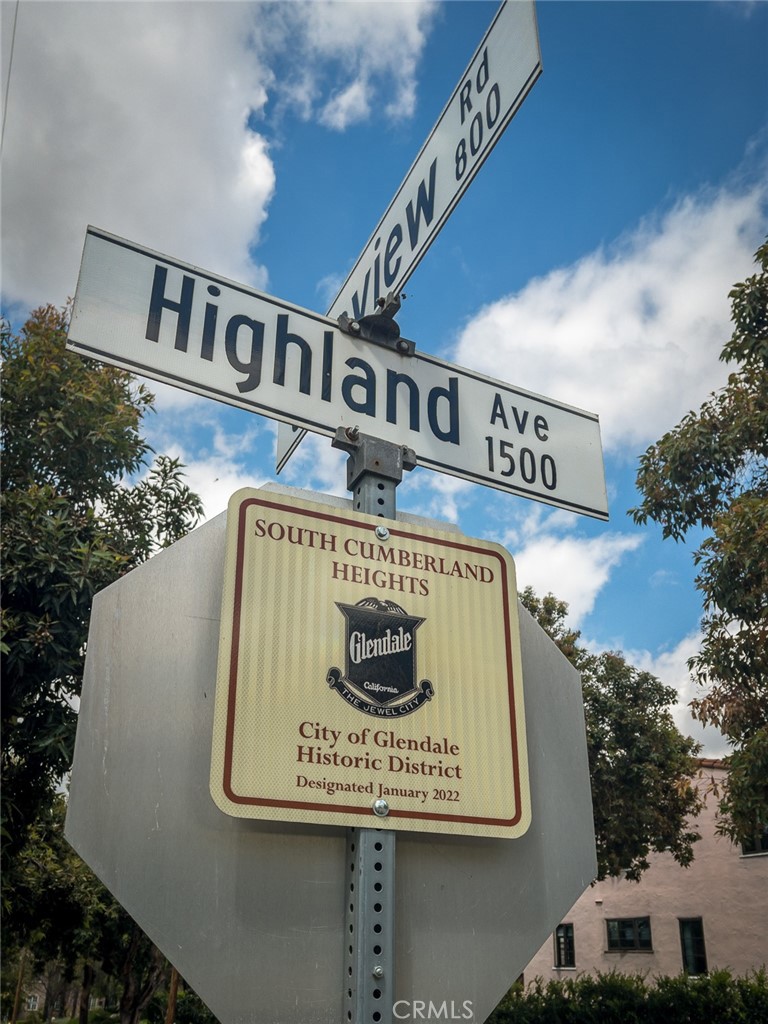 view Rd
800
Highland Ave
1500
SOUTH CUMBERLAND
HEIGHTS
Glendale
California
THE JEWEL CITY
City of Glendale
Historic District
Designated January 2022
CRMLS